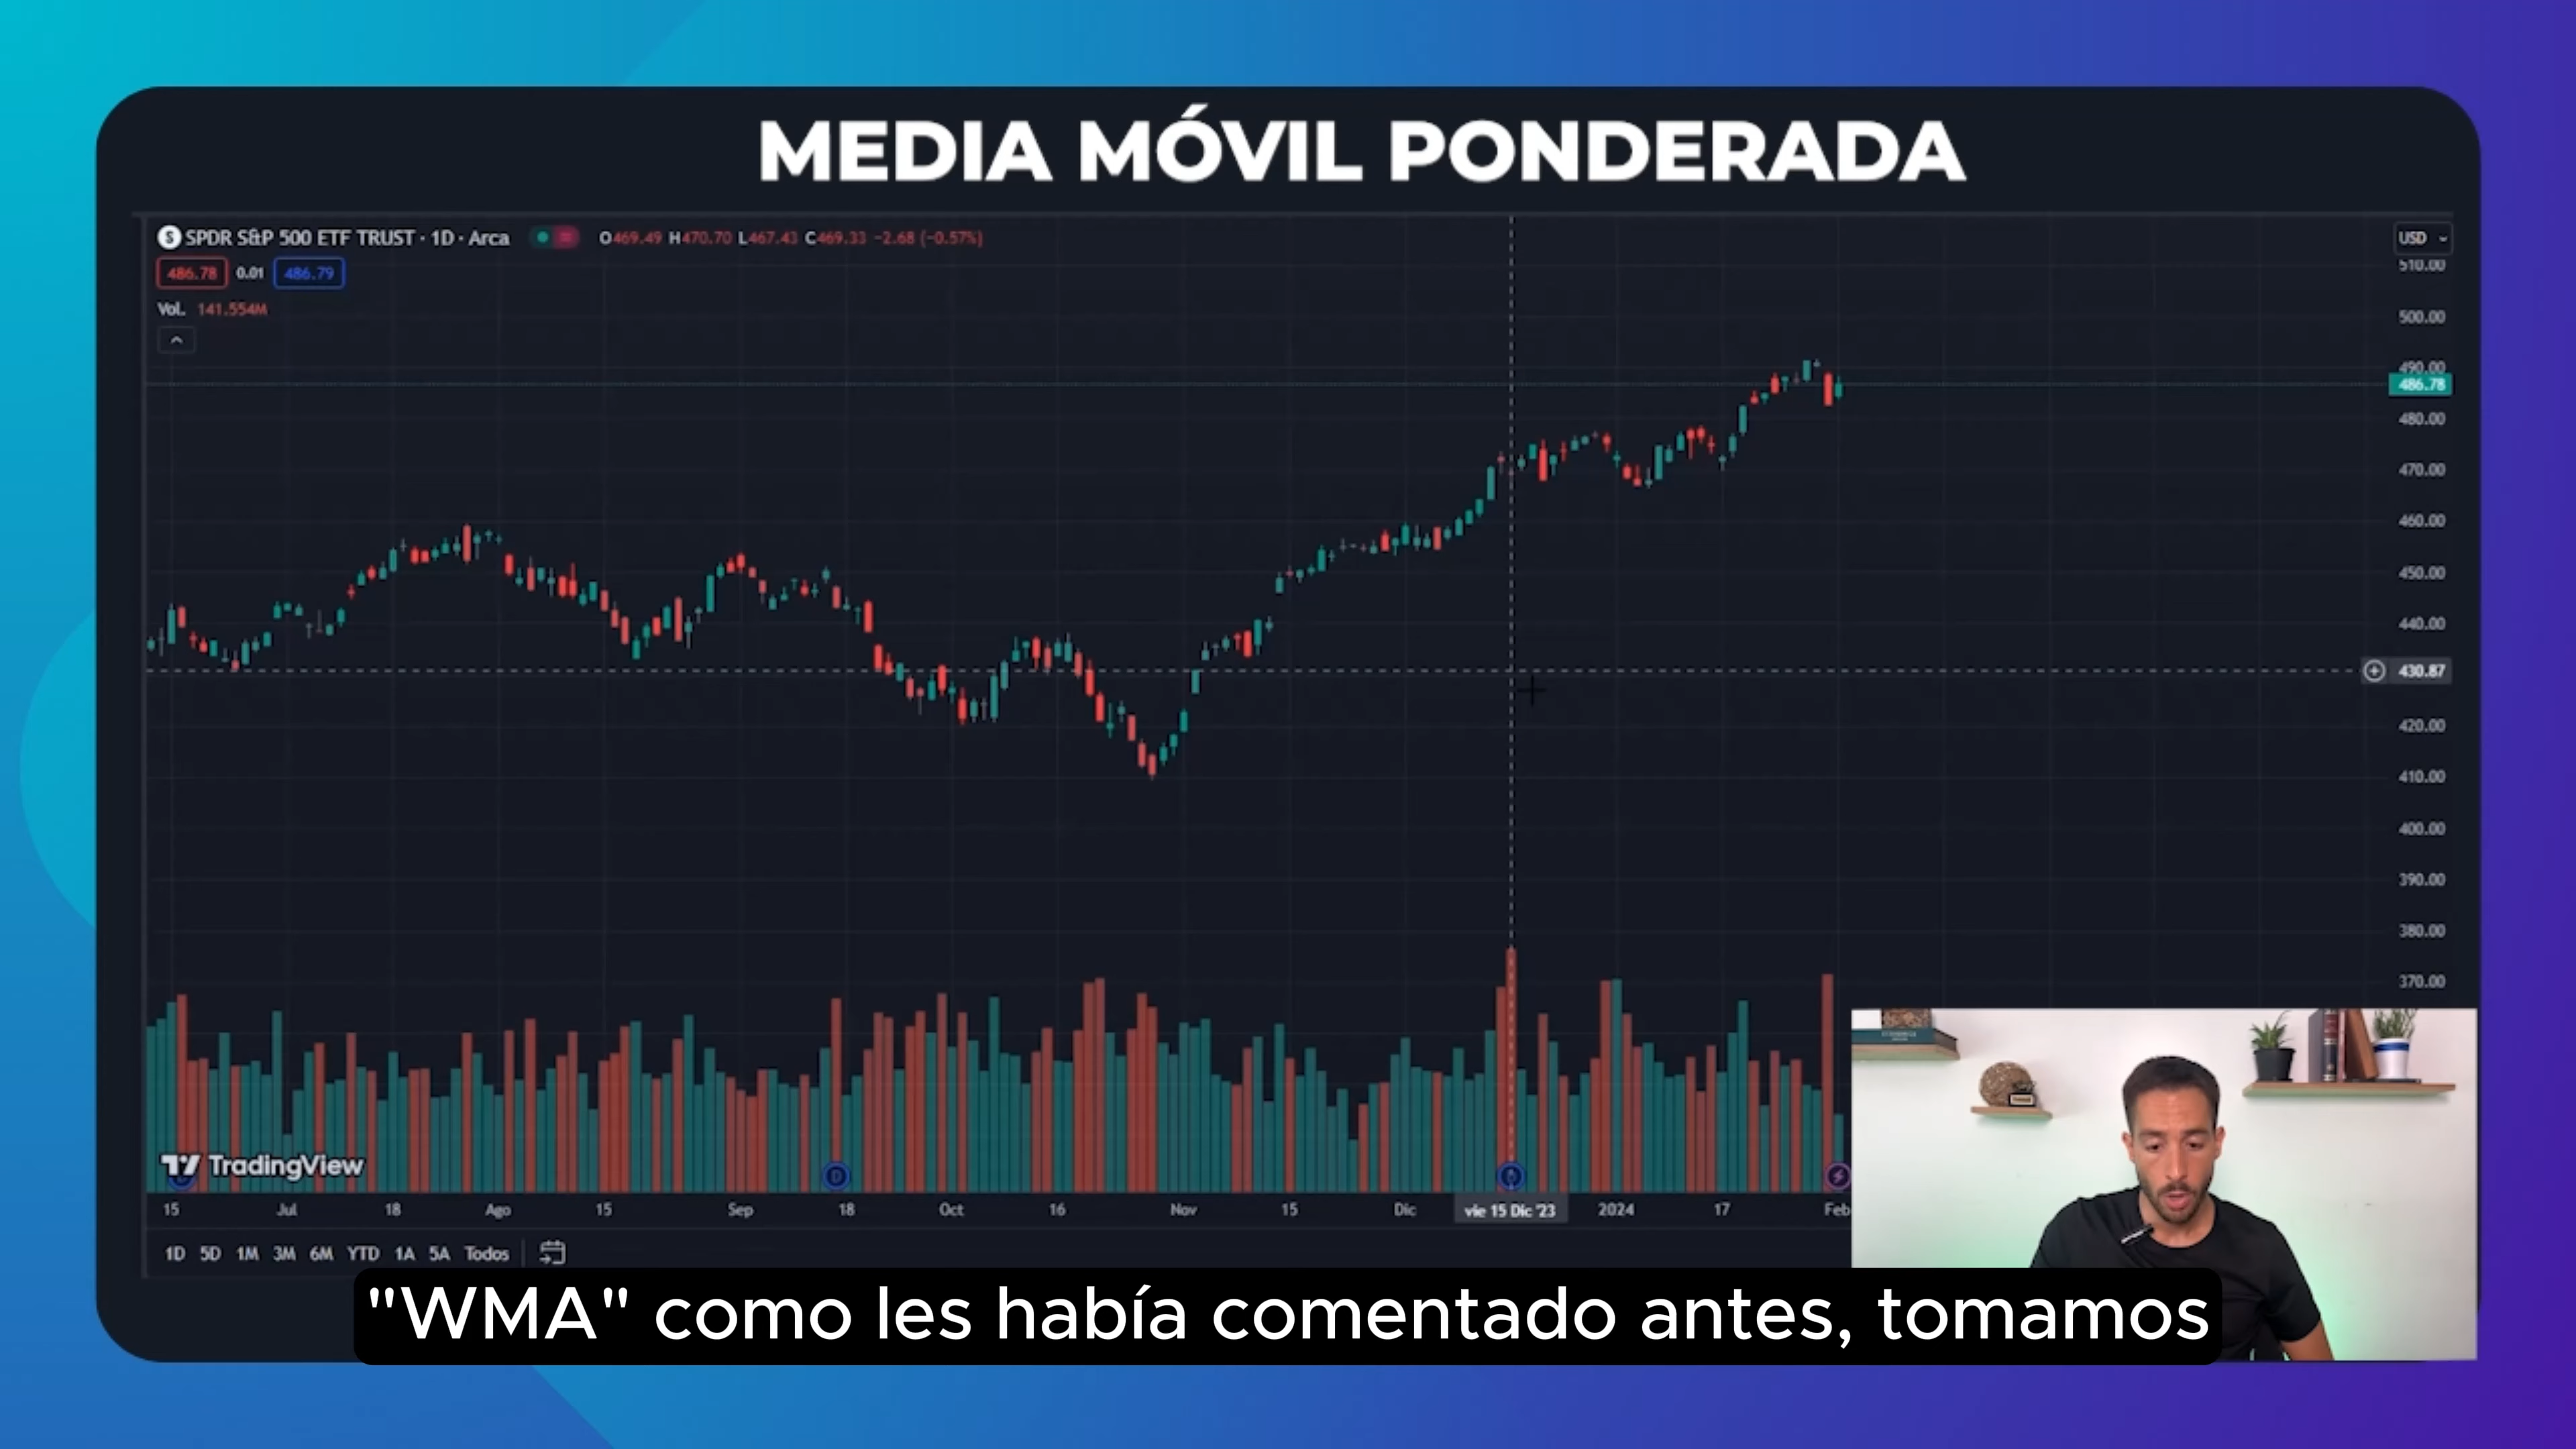 MEDIA MÓVIL PONDERADA
SPDR S&P 500 ETF TRUST · 1D · Arca O469.49 H470.70 L467.43 C469.33 −2.68 (−0.57%)
USD
486.78 0.01 486.79
Vol. 141.554M
510.00
500.00
490.00
486.78
480.00
470.00
460.00
450.00
440.00
430.87
420.00
410.00
400.00
390.00
380.00
370.00
TradingView
D
15 Jul 18 Ago 15 Sep 18 Oct 16 Nov 15 Dic vie 15 Dic '23 2024 17 Feb
1D 5D 1M 3M 6M YTD 1A 5A Todos
"WMA" como les había comentado antes, tomamos